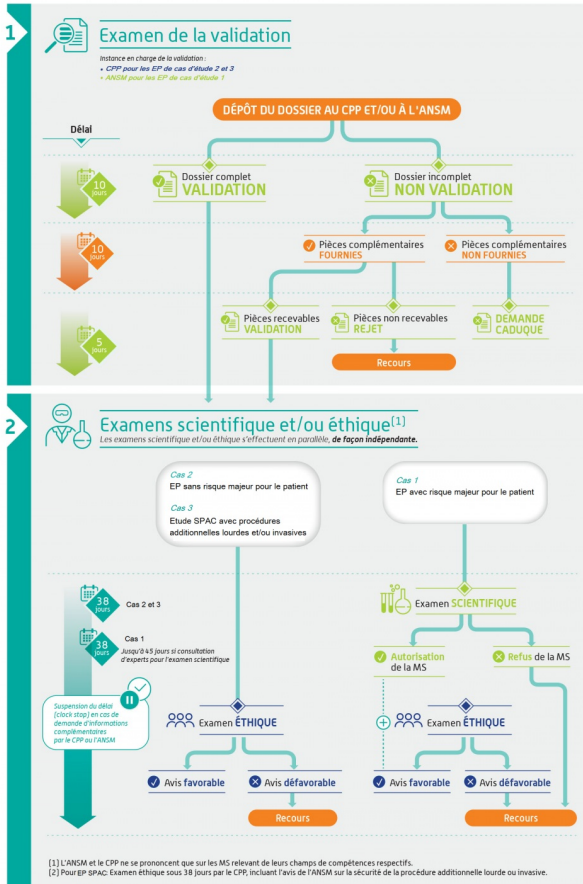 1
Examen de la validation
Instance en charge de la validation :
• CPP pour les EP de cas d'étude 2 et 3
• ANSM pour les EP de cas d'étude 1
DÉPÔT DU DOSSIER AU CPP ET/OU À L'ANSM
Délai
10
jours
Dossier complet
VALIDATION
Dossier incomplet
NON VALIDATION
10
jours
Pièces complémentaires
FOURNIES
Pièces complémentaires
NON FOURNIES
5
jours
Pièces recevables
VALIDATION
Pièces non recevables
REJET
DEMANDE
CADUQUE
Recours
2
Examens scientifique et/ou éthique[1]
Les examens scientifique et/ou éthique s'effectuent en parallèle, de façon indépendante.
Cas 2
EP sans risque majeur pour le patient
Cas 3
Etude SPAC avec procédures
additionnelles lourdes et/ou invasives
Cas 1
EP avec risque majeur pour le patient
38
jours
Cas 2 et 3
Examen SCIENTIFIQUE
38
jours
Cas 1
Jusqu'à 45 jours si consultation
d'experts pour l'examen scientifique
Autorisation
de la MS
Refus de la MS
Suspension du délai
(clock stop) en cas de
demande d'informations
complémentaires
par le CPP ou l'ANSM
Examen ÉTHIQUE
Examen ÉTHIQUE
Avis favorable
Avis défavorable
Avis favorable
Avis défavorable
Recours
Recours
[1] L'ANSM et le CPP ne se prononcent que sur les MS relevant de leurs champs de compétences respectifs.
[2] Pour EP SPAC: Examen éthique sous 38 jours par le CPP, incluant l'avis de l'ANSM sur la sécurité de la procédure additionnelle lourde ou invasive.